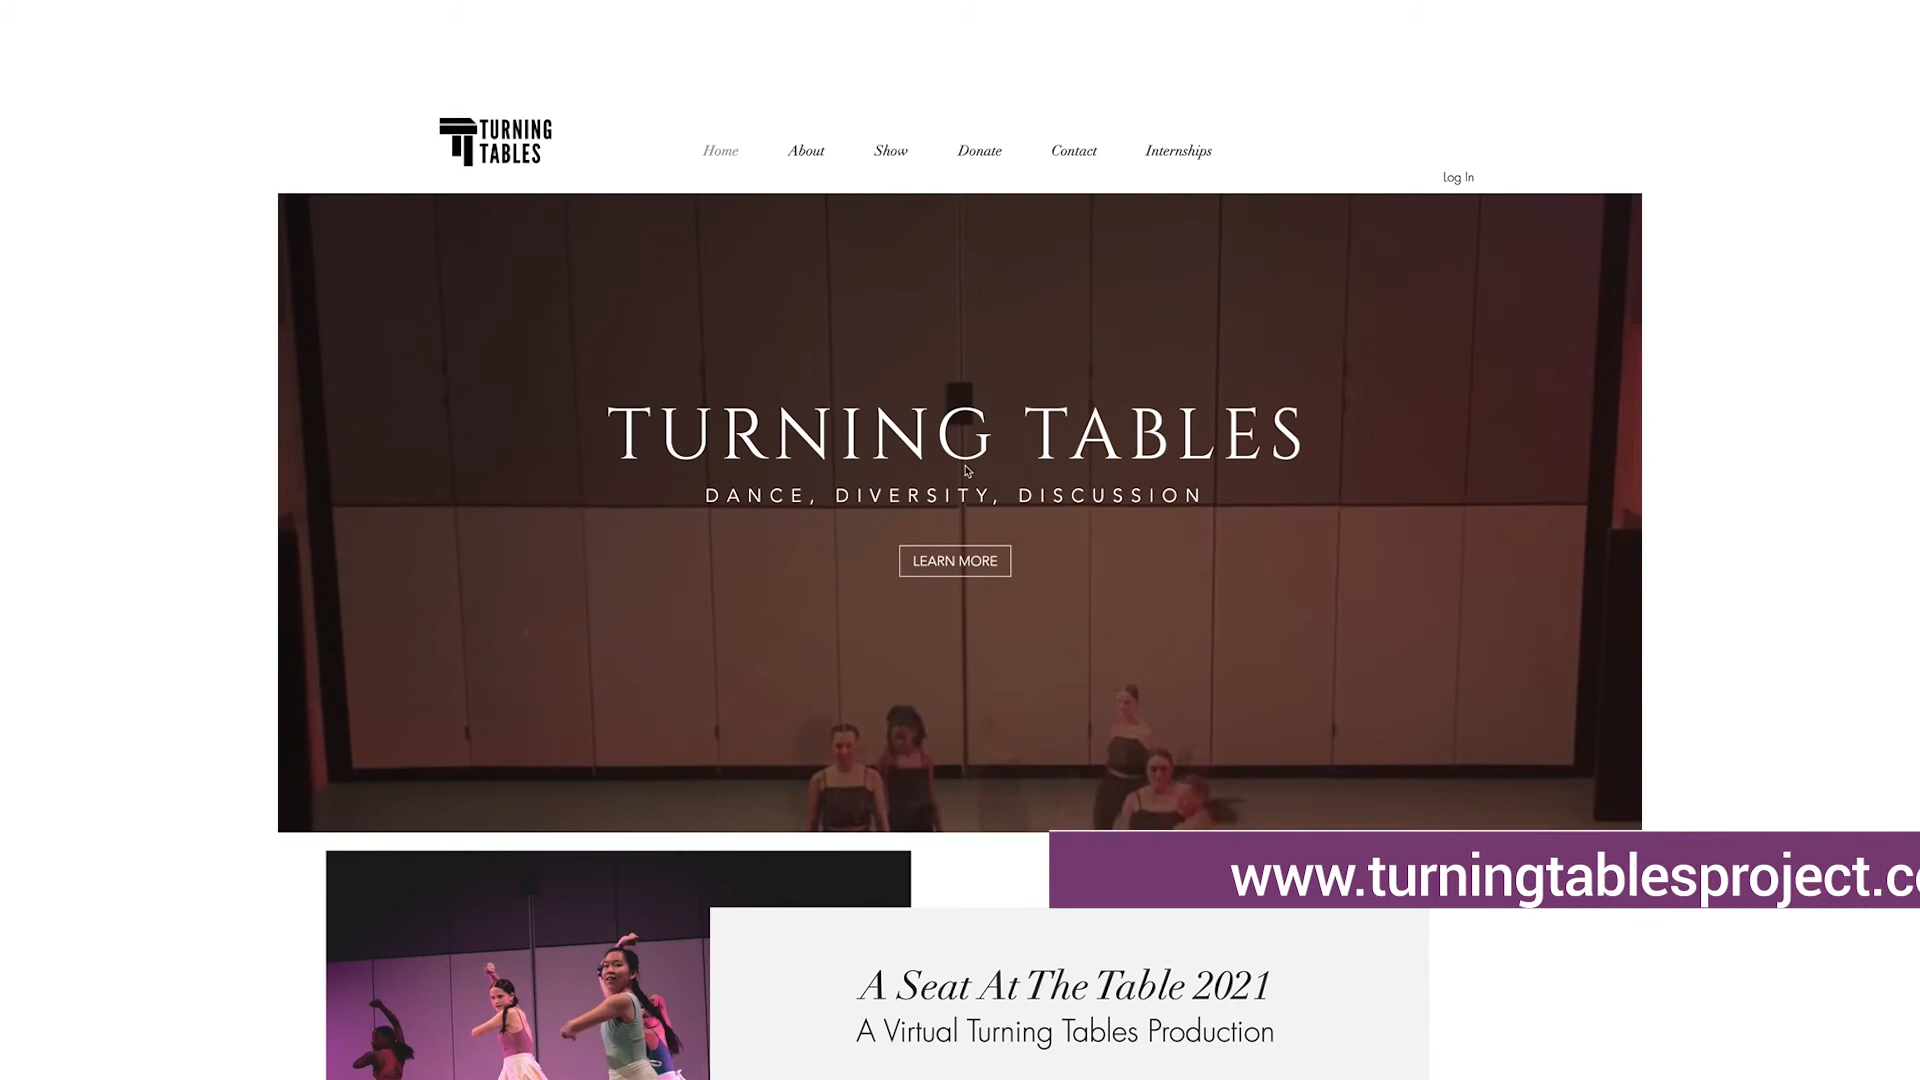 TURNING
TABLES
Home About Show Donate Contact Internships
Log In
TURNING TABLES
DANCE, DIVERSITY, DISCUSSION
LEARN MORE
www.turningtablesproject.c
A Seat At The Table 2021
A Virtual Turning Tables Production